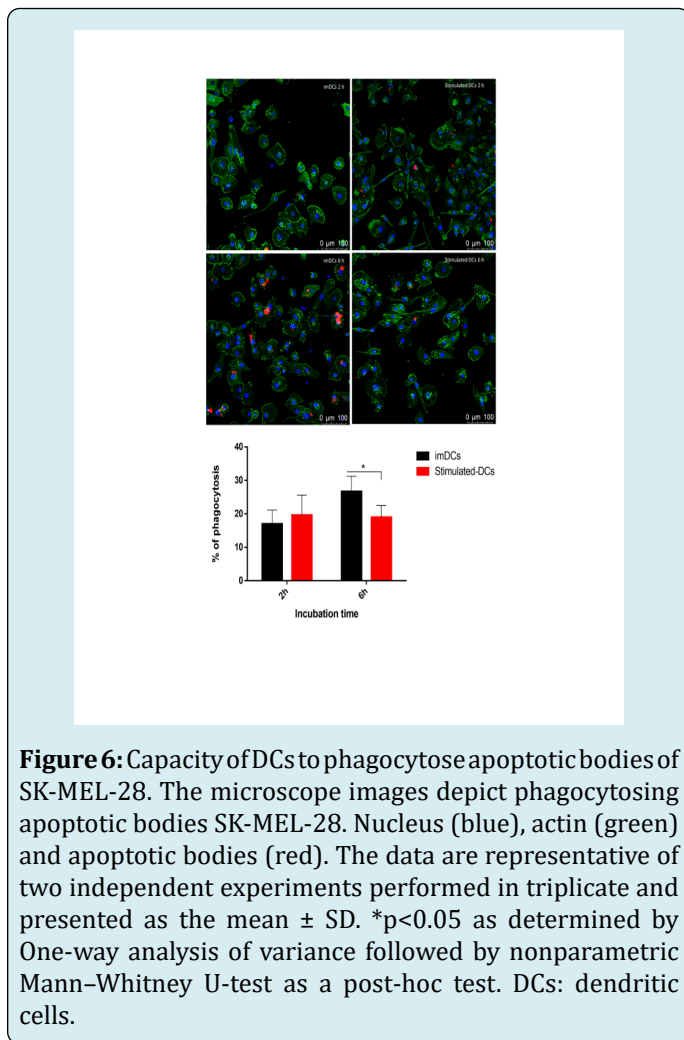 imDCs 2 h
Stimulated DCs 2 h
0 µm 100
0 µm 100
imDCs 6 h
Stimulated DCs 6 h
0 µm 100
0 µm 100
% of phagocytosis
40
30
20
10
0
*
imDCs
Stimulated-DCs
2h
6h
Incubation time
Figure 6: Capacity of DCs to phagocytose apoptotic bodies of
SK-MEL-28. The microscope images depict phagocytosing
apoptotic bodies SK-MEL-28. Nucleus (blue), actin (green)
and apoptotic bodies (red). The data are representative of
two independent experiments performed in triplicate and
presented as the mean ± SD. *p<0.05 as determined by
One-way analysis of variance followed by nonparametric
Mann–Whitney U-test as a post-hoc test. DCs: dendritic
cells.